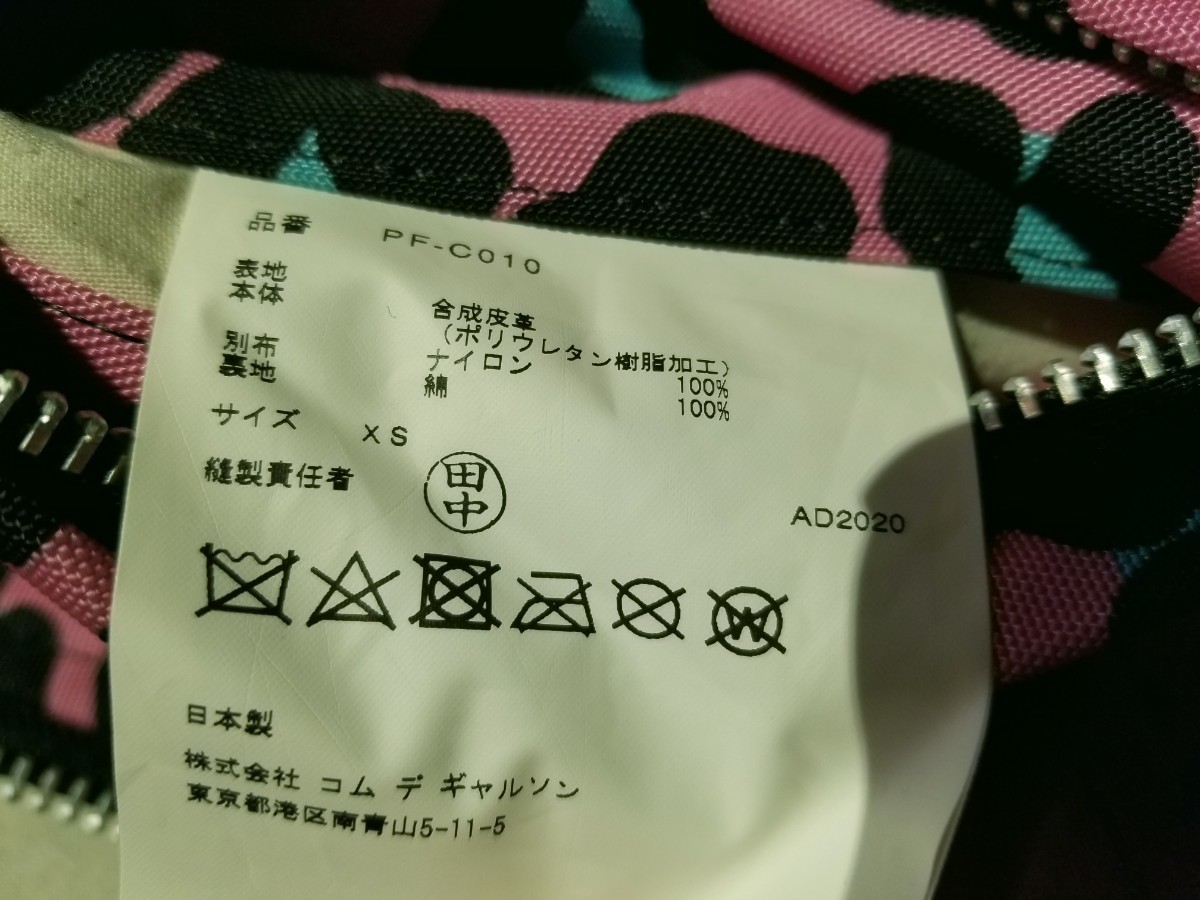 品番 PF-C010
表地
本体 合成皮革
（ポリウレタン樹脂加工）
別布 ナイロン 100%
裏地 綿 100%
サイズ XS
縫製責任者 田中
AD2020
W
日本製
株式会社 コム デ ギャルソン
東京都港区南青山5-11-5